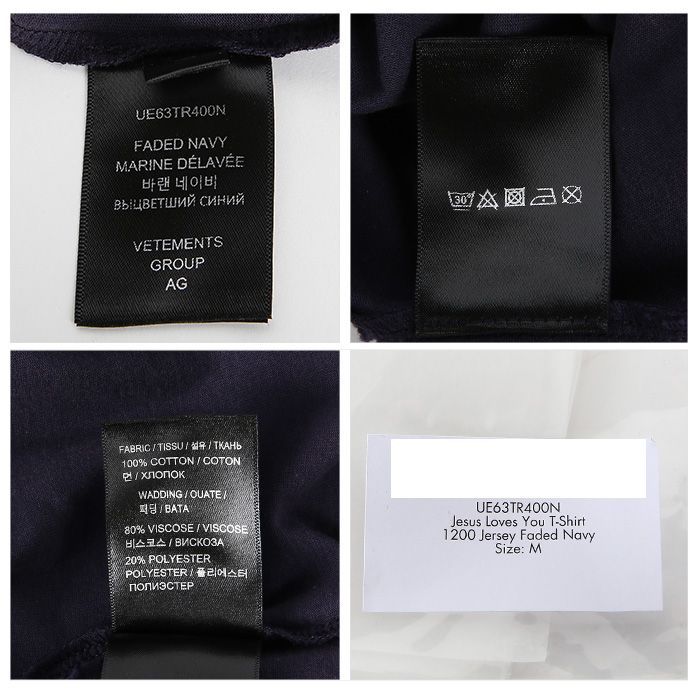 UE63TR400N
FADED NAVY
MARINE DÉLAVÉE
바랜 네이비
ВЫЦВЕТШИЙ СИНИЙ
VETEMENTS
GROUP
AG
30°
FABRIC / TISSU / 섬유 / ТКАНЬ
100% COTTON / COTON
면 / ХЛОПОК
WADDING / OUATE /
패딩 / ВАТА
80% VISCOSE / VISCOSE
비스코스 / ВИСКОЗА
20% POLYESTER
POLYESTER / 폴리에스터
ПОЛИЭСТЕР
UE63TR400N
Jesus Loves You T-Shirt
1200 Jersey Faded Navy
Size: M